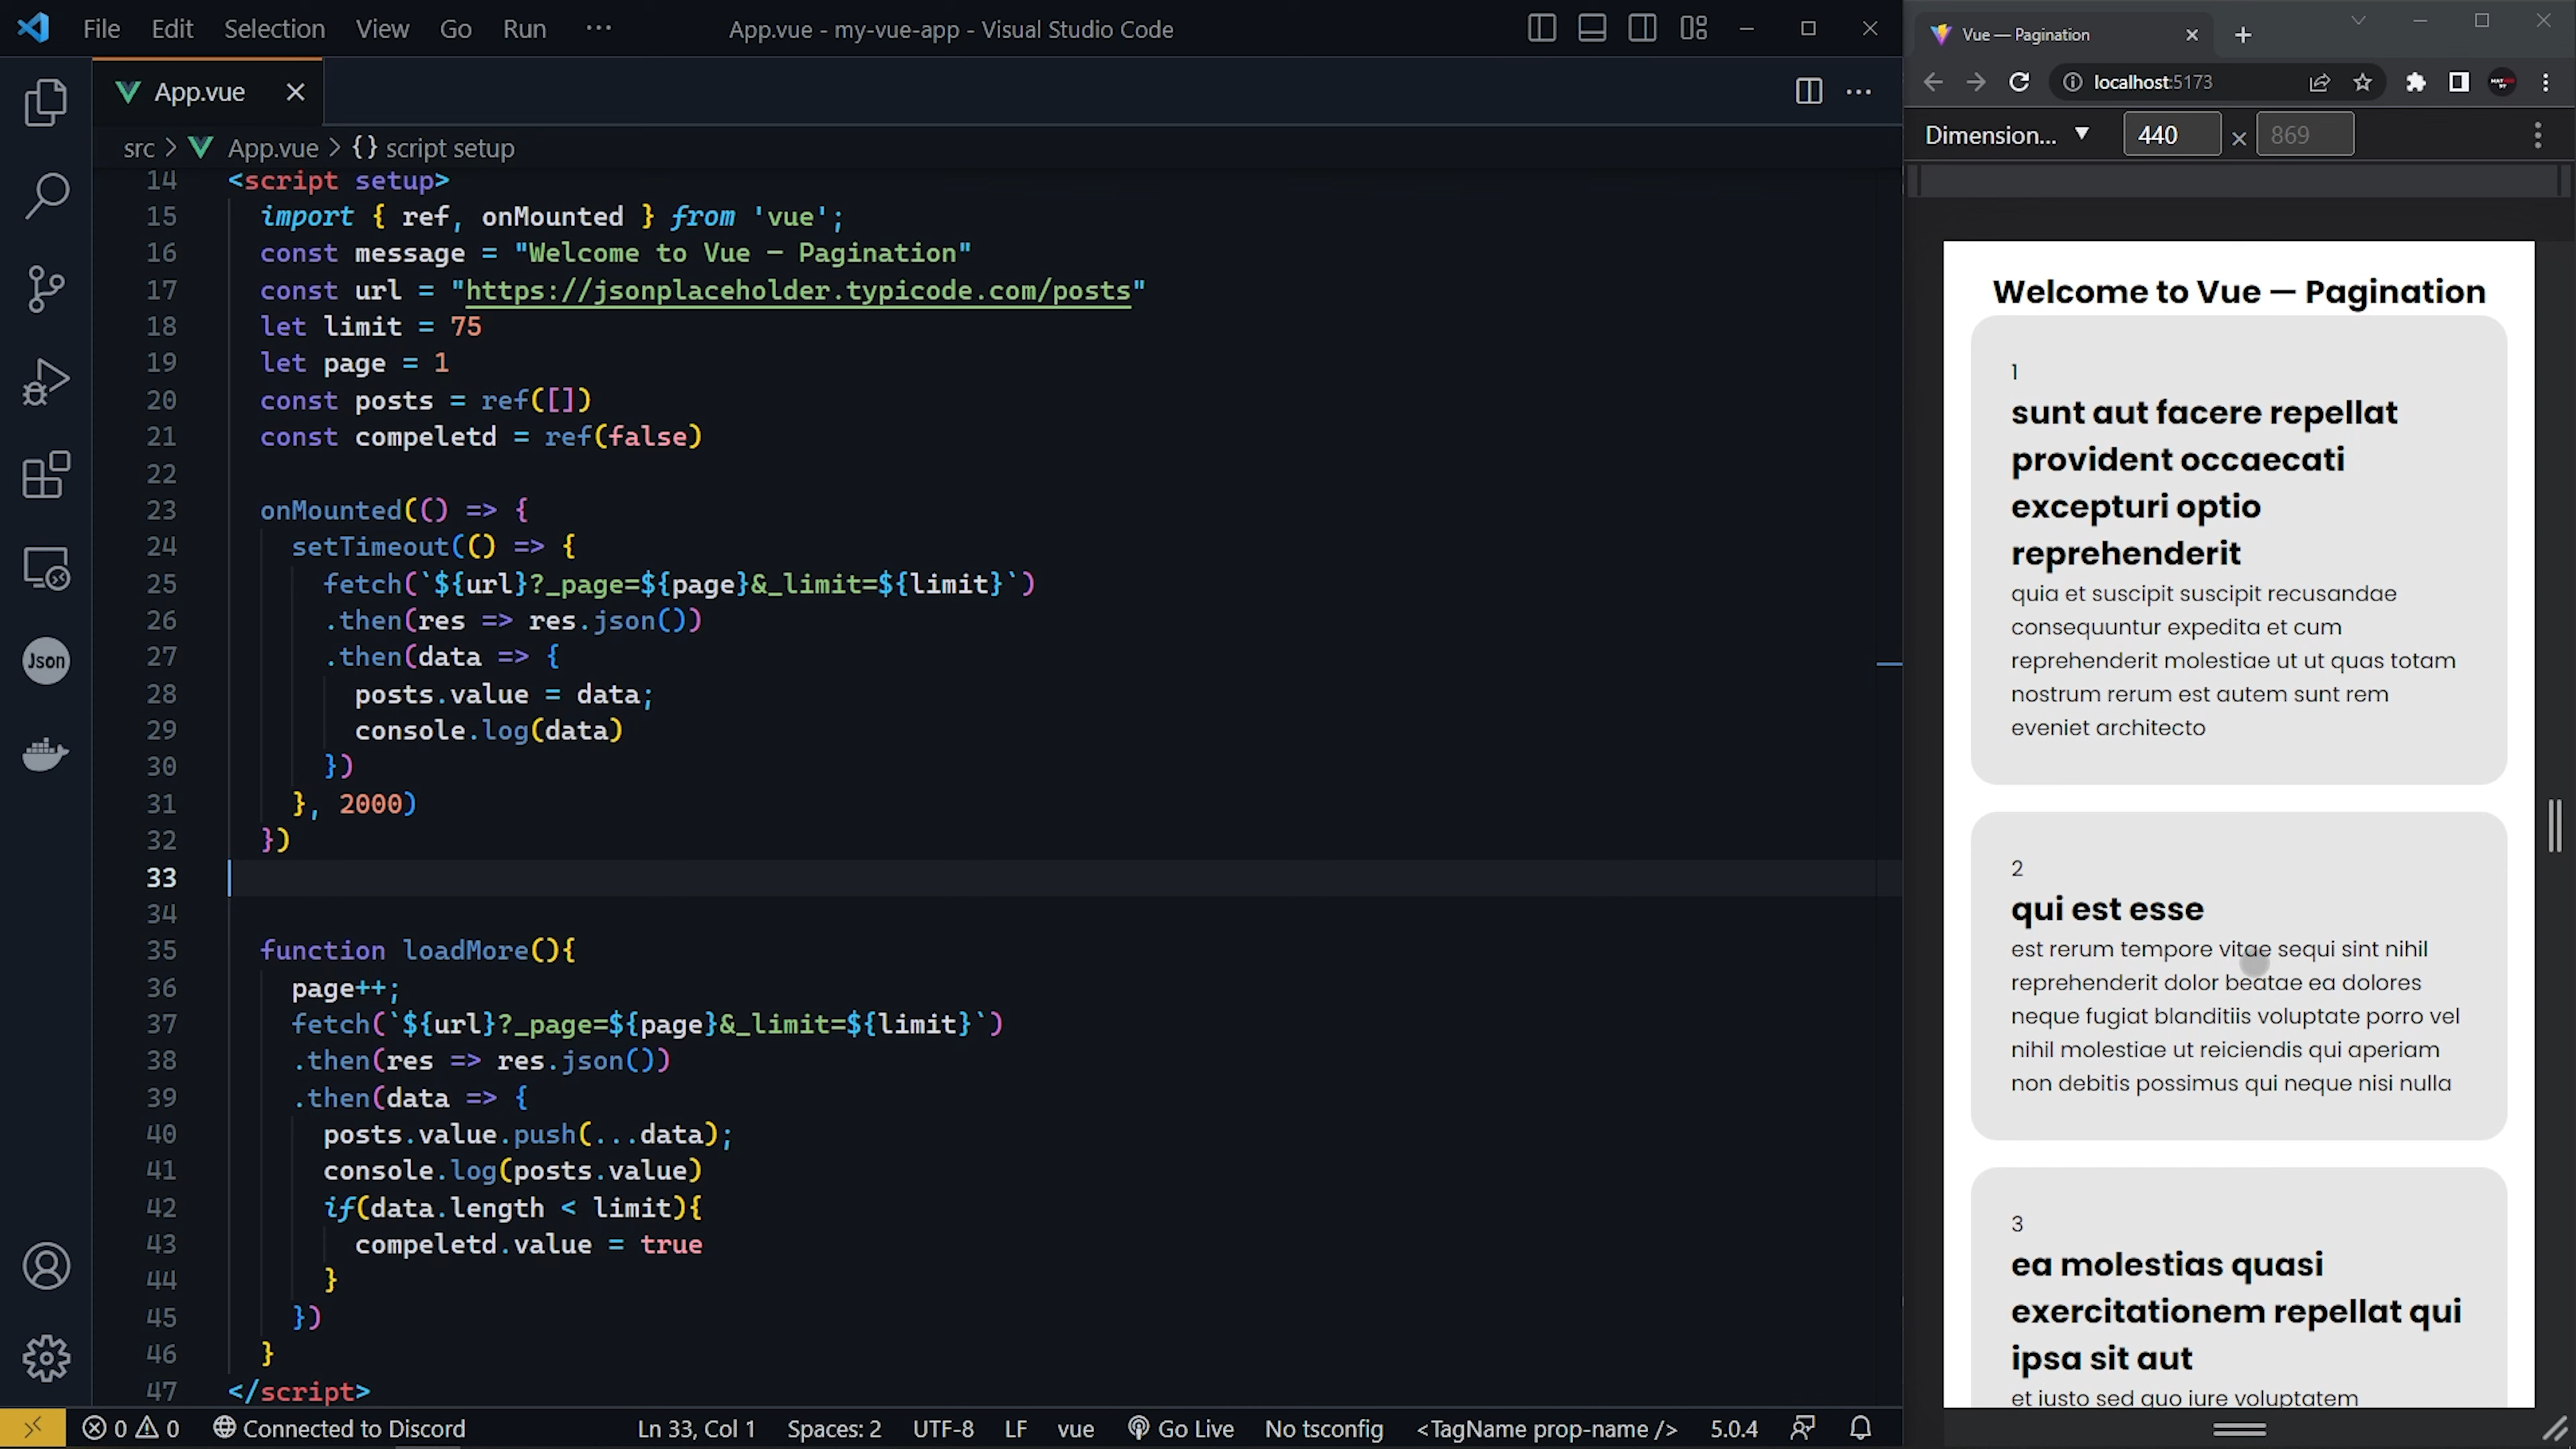 File Edit Selection View Go Run ··· App.vue - my-vue-app - Visual Studio Code
App.vue
src > App.vue > {} script setup
14 <script setup>
15 import { ref, onMounted } from 'vue';
16 const message = "Welcome to Vue — Pagination"
17 const url = "https://jsonplaceholder.typicode.com/posts"
18 let limit = 75
19 let page = 1
20 const posts = ref([])
21 const compeletd = ref(false)
22
23 onMounted(() => {
24 setTimeout(() => {
25 fetch(`${url}?_page=${page}&_limit=${limit}`)
26 .then(res => res.json())
27 .then(data => {
28 posts.value = data;
29 console.log(data)
30 })
31 }, 2000)
32 })
33
34
35 function loadMore(){
36 page++;
37 fetch(`${url}?_page=${page}&_limit=${limit}`)
38 .then(res => res.json())
39 .then(data => {
40 posts.value.push(...data);
41 console.log(posts.value)
42 if(data.length < limit){
43 compeletd.value = true
44 }
45 })
46 }
47 </script>
Json
0 0 Connected to Discord Ln 33, Col 1 Spaces: 2 UTF-8 LF vue Go Live No tsconfig <TagName prop-name /> 5.0.4
Vue — Pagination
localhost:5173
Dimension... 440 × 869
Welcome to Vue — Pagination
1
sunt aut facere repellat
provident occaecati
excepturi optio
reprehenderit
quia et suscipit suscipit recusandae
consequuntur expedita et cum
reprehenderit molestiae ut ut quas totam
nostrum rerum est autem sunt rem
eveniet architecto
2
qui est esse
est rerum tempore vitae sequi sint nihil
reprehenderit dolor beatae ea dolores
neque fugiat blanditiis voluptate porro vel
nihil molestiae ut reiciendis qui aperiam
non debitis possimus qui neque nisi nulla
3
ea molestias quasi
exercitationem repellat qui
ipsa sit aut
et iusto sed quo iure voluptatem